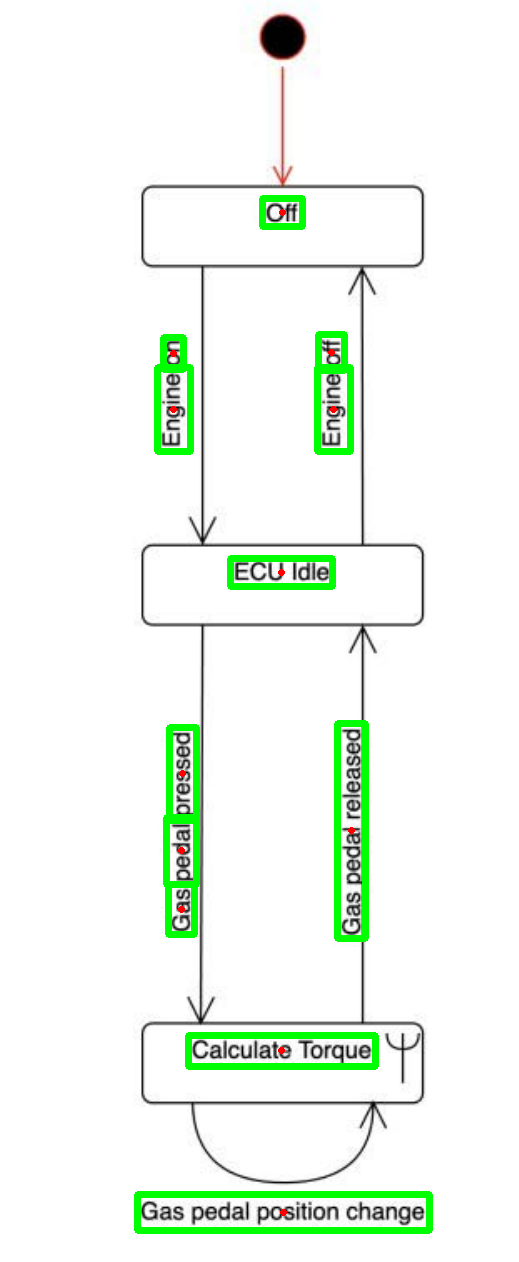 Off
Engine on
Engine off
ECU Idle
Gas pedal pressed
Gas pedal released
Calculate Torque
Gas pedal position change